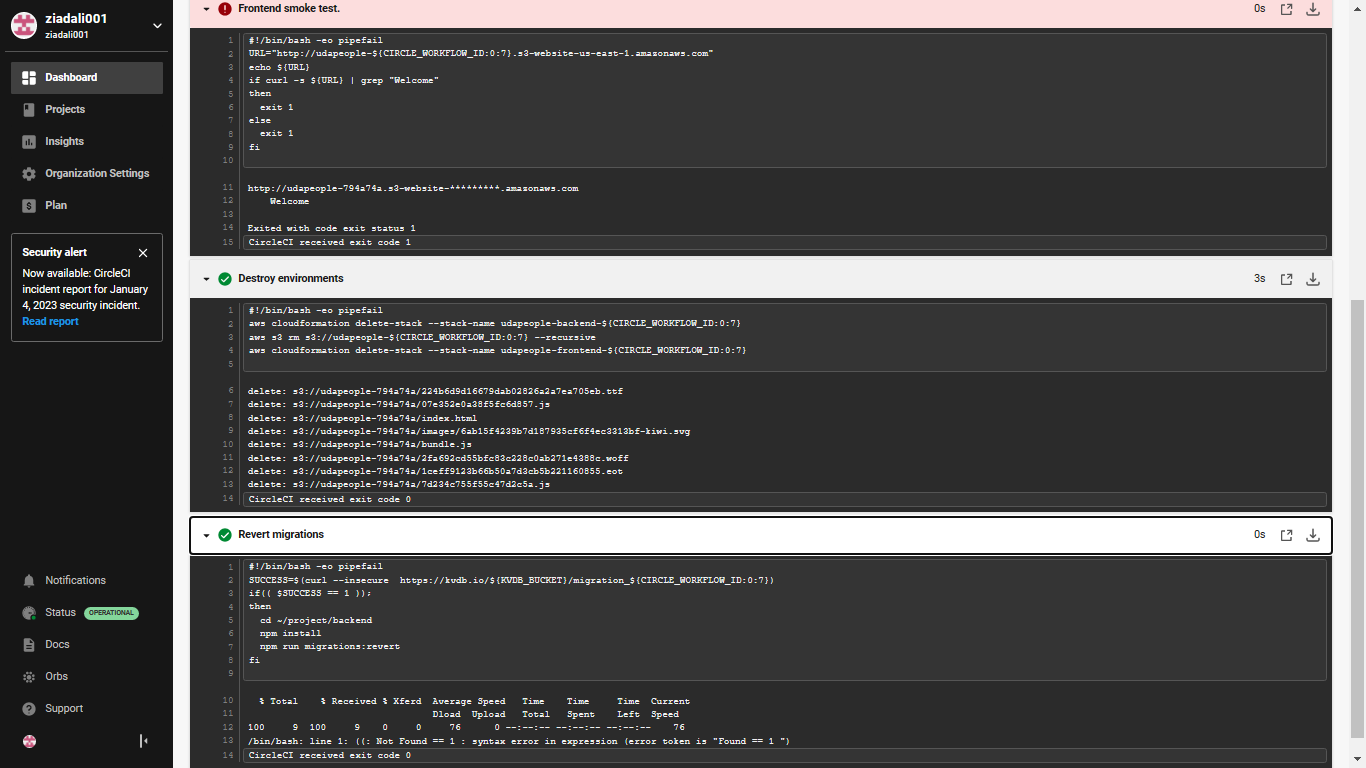 ziadali001
ziadali001
Dashboard
Projects
Insights
Organization Settings
$ Plan
Security alert
Now available: CircleCI
incident report for January
4, 2023 security incident.
Read report
Notifications
Status OPERATIONAL
Docs
Orbs
Support
Frontend smoke test. 0s
1 #!/bin/bash -eo pipefail
2 URL="http://udapeople-${CIRCLE_WORKFLOW_ID:0:7}.s3-website-us-east-1.amazonaws.com"
3 echo ${URL}
4 if curl -s ${URL} | grep "Welcome"
5 then
6 exit 1
7 else
8 exit 1
9 fi
10
11 http://udapeople-794a74a.s3-website-*********.amazonaws.com
12 Welcome
13
14 Exited with code exit status 1
15 CircleCI received exit code 1
Destroy environments 3s
1 #!/bin/bash -eo pipefail
2 aws cloudformation delete-stack --stack-name udapeople-backend-${CIRCLE_WORKFLOW_ID:0:7}
3 aws s3 rm s3://udapeople-${CIRCLE_WORKFLOW_ID:0:7} --recursive
4 aws cloudformation delete-stack --stack-name udapeople-frontend-${CIRCLE_WORKFLOW_ID:0:7}
5
6 delete: s3://udapeople-794a74a/224b6d9d16679dab02826a2a7ea705eb.ttf
7 delete: s3://udapeople-794a74a/07e352e0a38f5fc6d857.js
8 delete: s3://udapeople-794a74a/index.html
9 delete: s3://udapeople-794a74a/images/6ab15f4239b7d187935cf6f4ec3313bf-kiwi.svg
10 delete: s3://udapeople-794a74a/bundle.js
11 delete: s3://udapeople-794a74a/2fa692cd55bfc83c228c0ab271e4388c.woff
12 delete: s3://udapeople-794a74a/1ceff9123b66b50a7d3cb5b221160855.eot
13 delete: s3://udapeople-794a74a/7d234c755f55c47d2c5a.js
14 CircleCI received exit code 0
Revert migrations 0s
1 #!/bin/bash -eo pipefail
2 SUCCESS=$(curl --insecure https://kvdb.io/${KVDB_BUCKET}/migration_${CIRCLE_WORKFLOW_ID:0:7})
3 if(( $SUCCESS == 1 ));
4 then
5 cd ~/project/backend
6 npm install
7 npm run migrations:revert
8 fi
9
10 % Total % Received % Xferd Average Speed Time Time Time Current
11 Dload Upload Total Spent Left Speed
12 100 9 100 9 0 0 76 0 --:--:-- --:--:-- --:--:-- 76
13 /bin/bash: line 1: ((: Not Found == 1 : syntax error in expression (error token is "Found == 1 ")
14 CircleCI received exit code 0